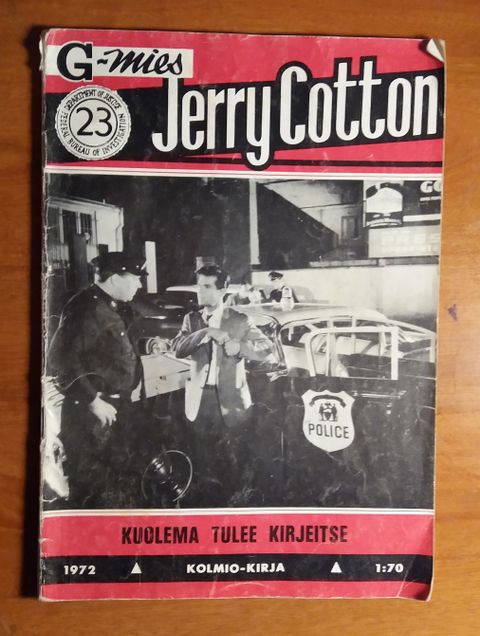 G-mies
Jerry Cotton
DEPARTMENT OF JUSTICE
23
FEDERAL BUREAU OF INVESTIGATION
POLICE
KUOLEMA TULEE KIRJEITSE
1972 KOLMIO-KIRJA 1:70